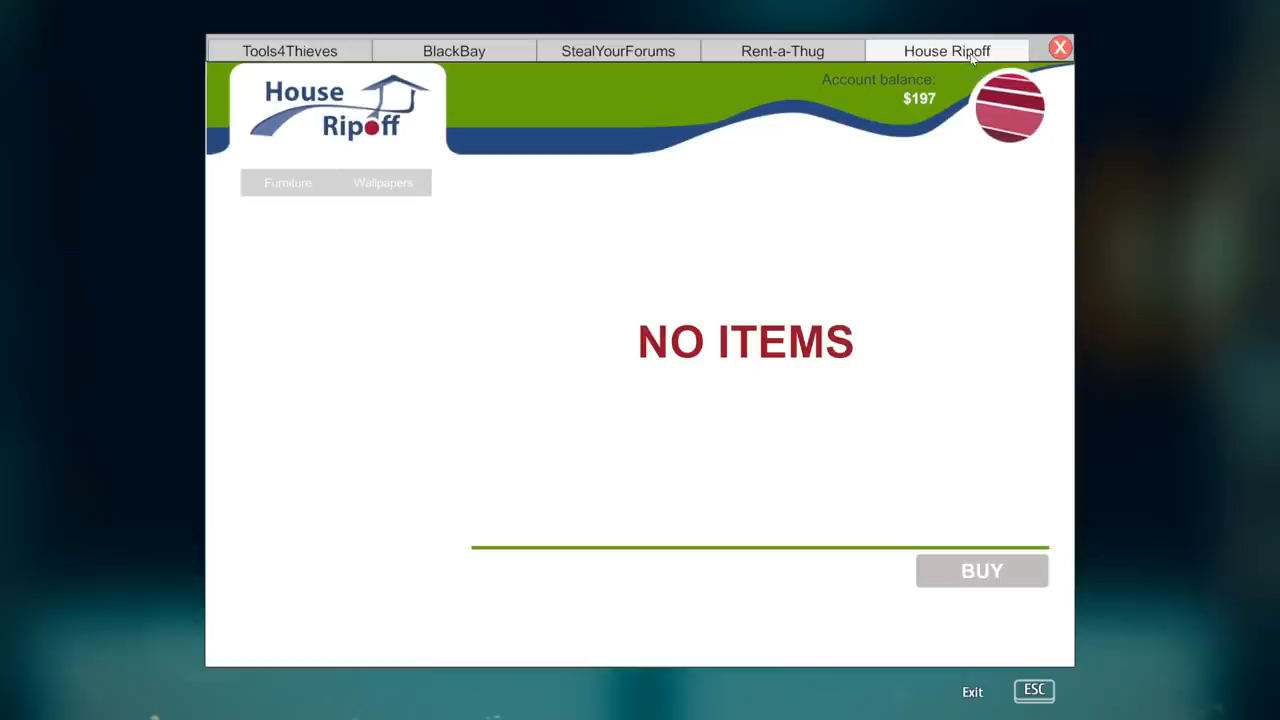 Tools4Thieves BlackBay StealYourForums Rent-a-Thug House Ripoff X
House
Ripoff
Account balance:
$197
Furniture Wallpapers
NO ITEMS
BUY
Exit ESC